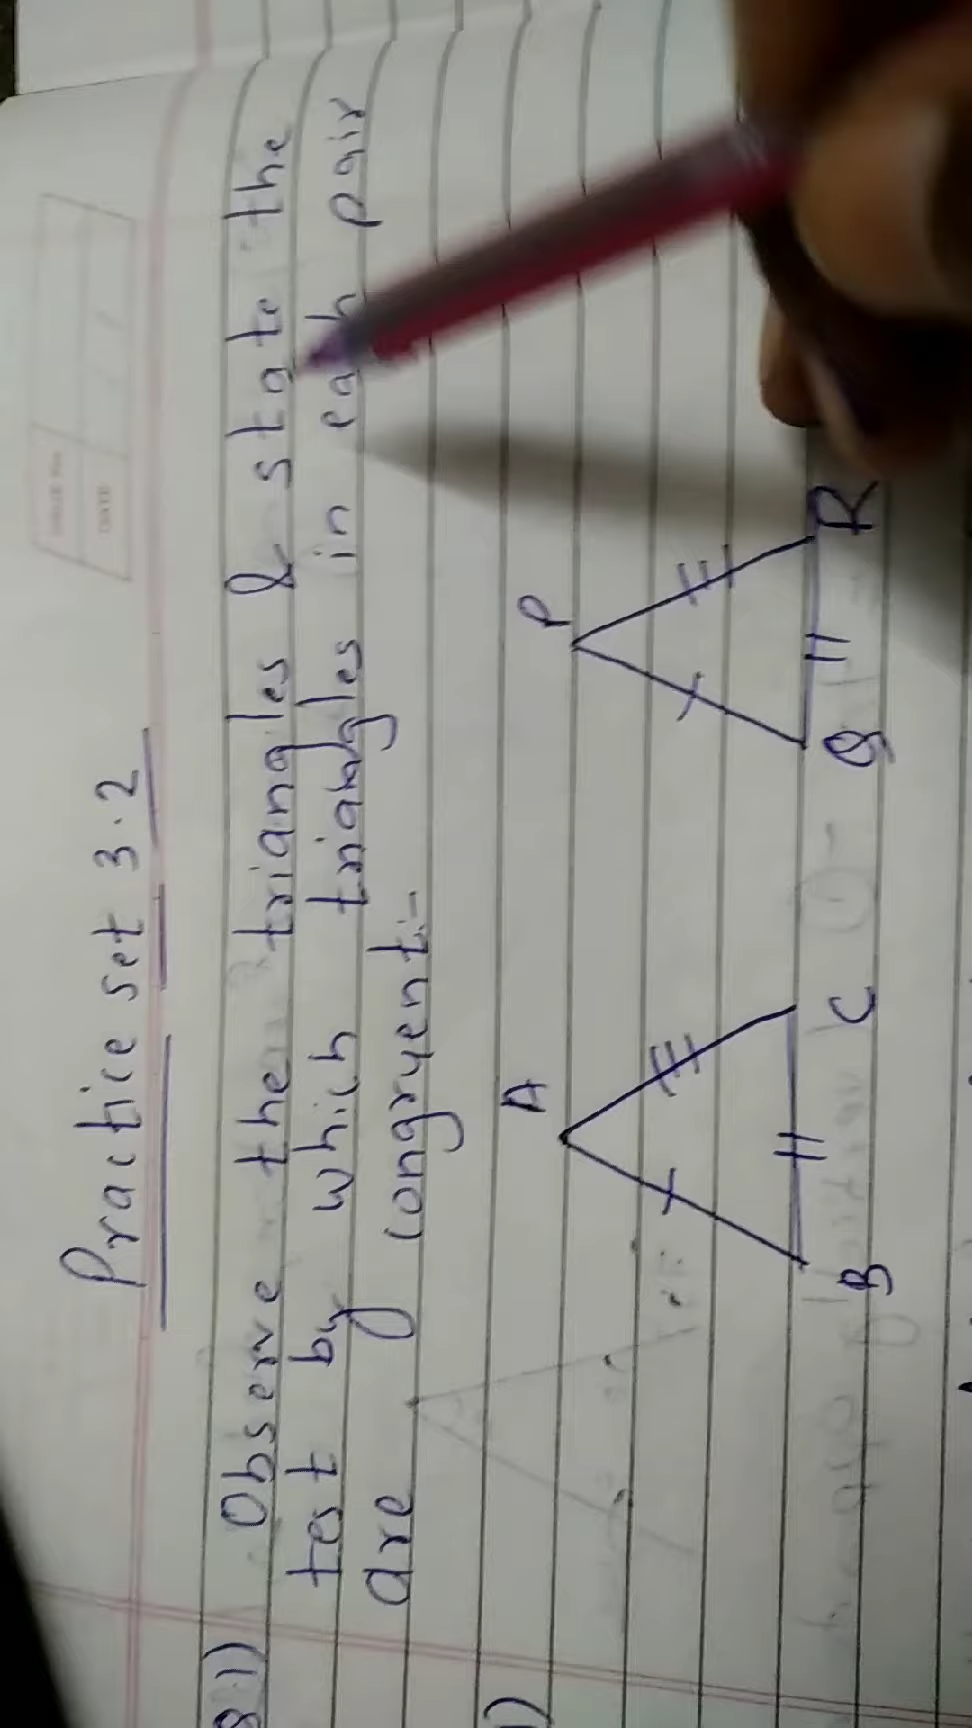 Practice set 3.2
Q.1) Observe the triangles & state the
test by which triangles in each pair
are congruent:-
1)
A
P
B
C
Q
R